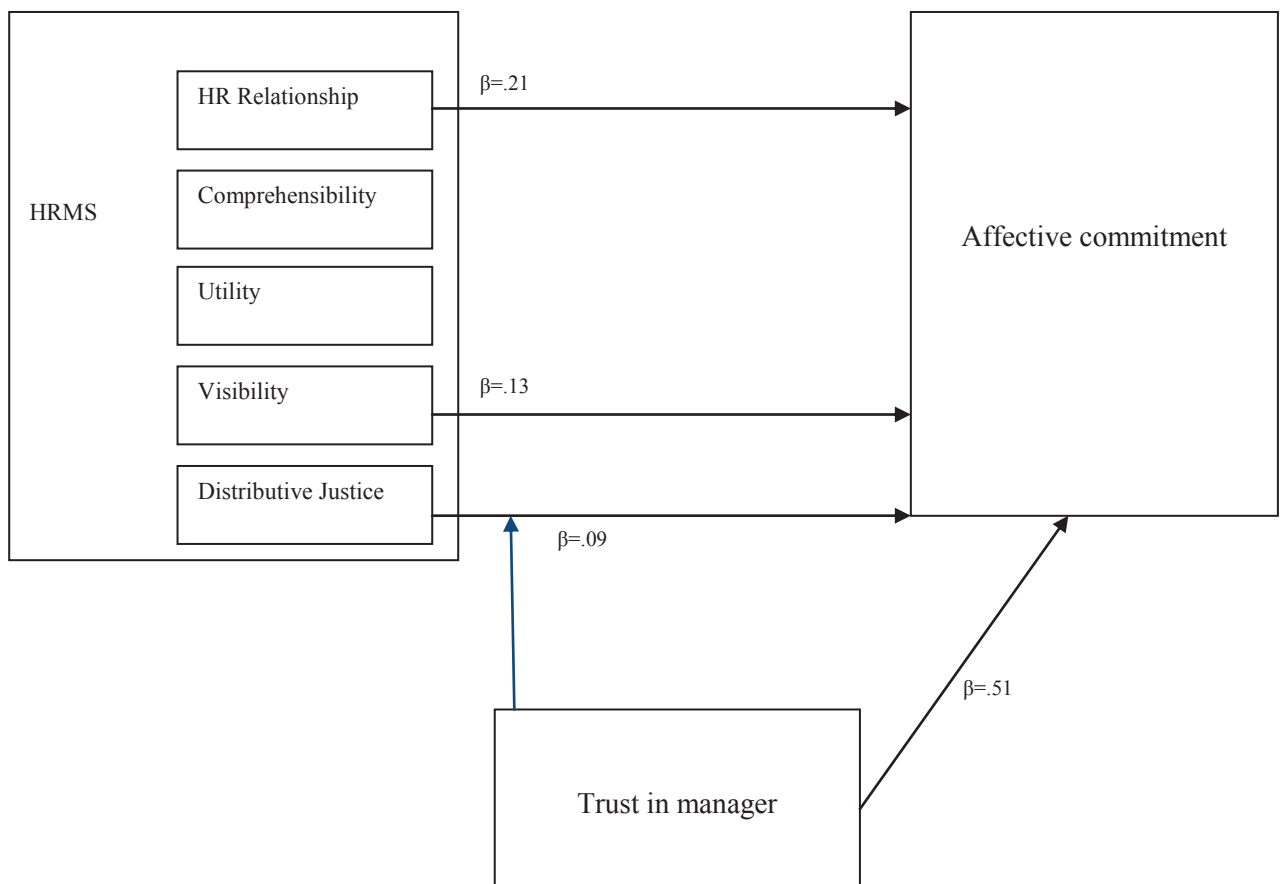 HRMS
HR Relationship
Comprehensibility
Utility
Visibility
Distributive Justice
β=.21
β=.13
β=.09
Affective commitment
β=.51
Trust in manager